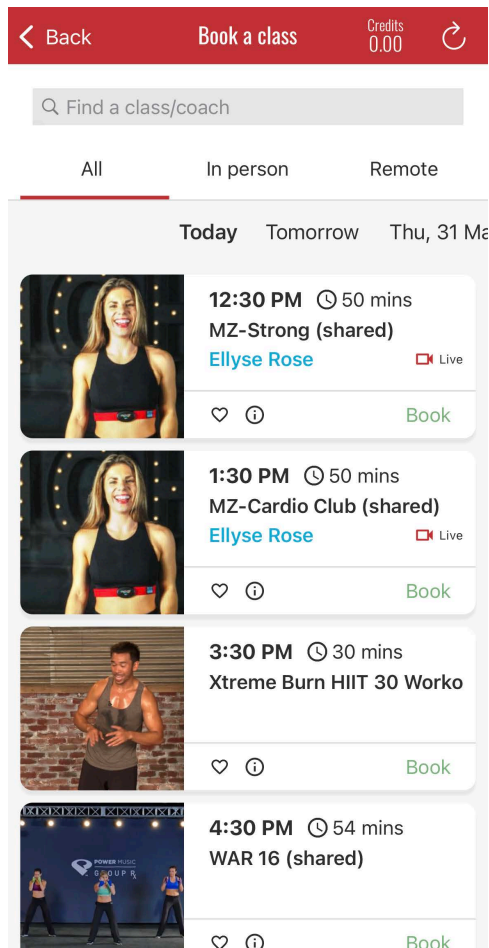 Back
Book a class
Credits
0.00
Find a class/coach
All
In person
Remote
Today
Tomorrow
Thu, 31 Ma
12:30 PM 50 mins
MZ-Strong (shared)
Ellyse Rose
Live
Book
1:30 PM 50 mins
MZ-Cardio Club (shared)
Ellyse Rose
Live
Book
3:30 PM 30 mins
Xtreme Burn HIIT 30 Worko
Book
POWER MUSIC
GROUP Rx
4:30 PM 54 mins
WAR 16 (shared)
Book